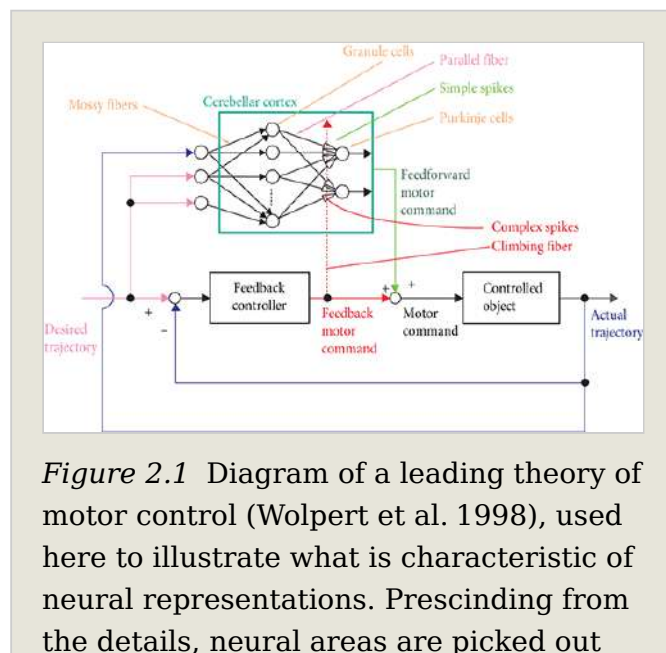 Granule cells
Parallel fiber
Simple spikes
Mossy fibers
Cerebellar cortex
Purkinje cells
Feedforward
motor
command
Complex spikes
Climbing fiber
Feedback
controller
Controlled
object
+
−
+
+
Desired
trajectory
Feedback
motor
command
Motor
command
Actual
trajectory
Figure 2.1 Diagram of a leading theory of
motor control (Wolpert et al. 1998), used
here to illustrate what is characteristic of
neural representations. Prescinding from
the details, neural areas are picked out